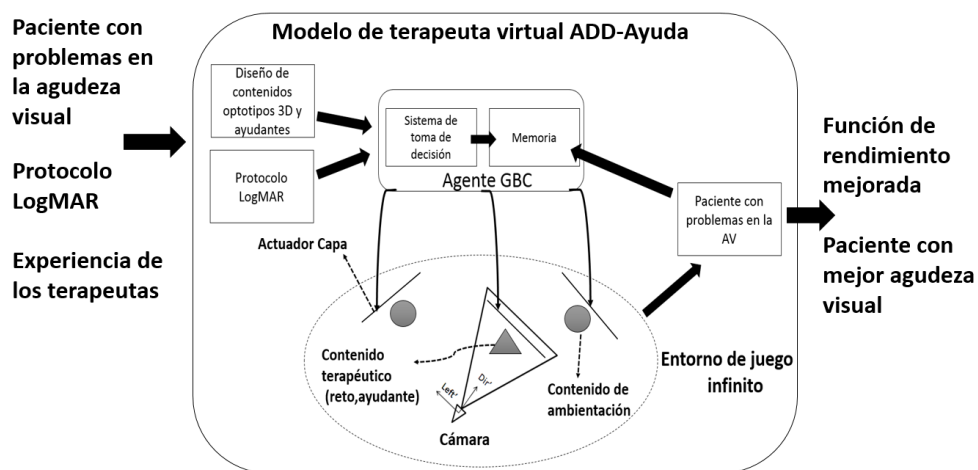 Paciente con
problemas en
la agudeza
visual
Protocolo
LogMAR
Experiencia de
los terapeutas
Modelo de terapeuta virtual ADD-Ayuda
Diseño de
contenidos
optotipos 3D y
ayudantes
Protocolo
LogMAR
Sistema de
toma de
decisión
Memoria
Agente GBC
Paciente con
problemas en la
AV
Actuador Capa
Contenido
terapéutico
(reto,ayudante)
Left'
Dir'
Cámara
Contenido de
ambientación
Entorno de juego
infinito
Función de
rendimiento
mejorada
Paciente con
mejor agudeza
visual